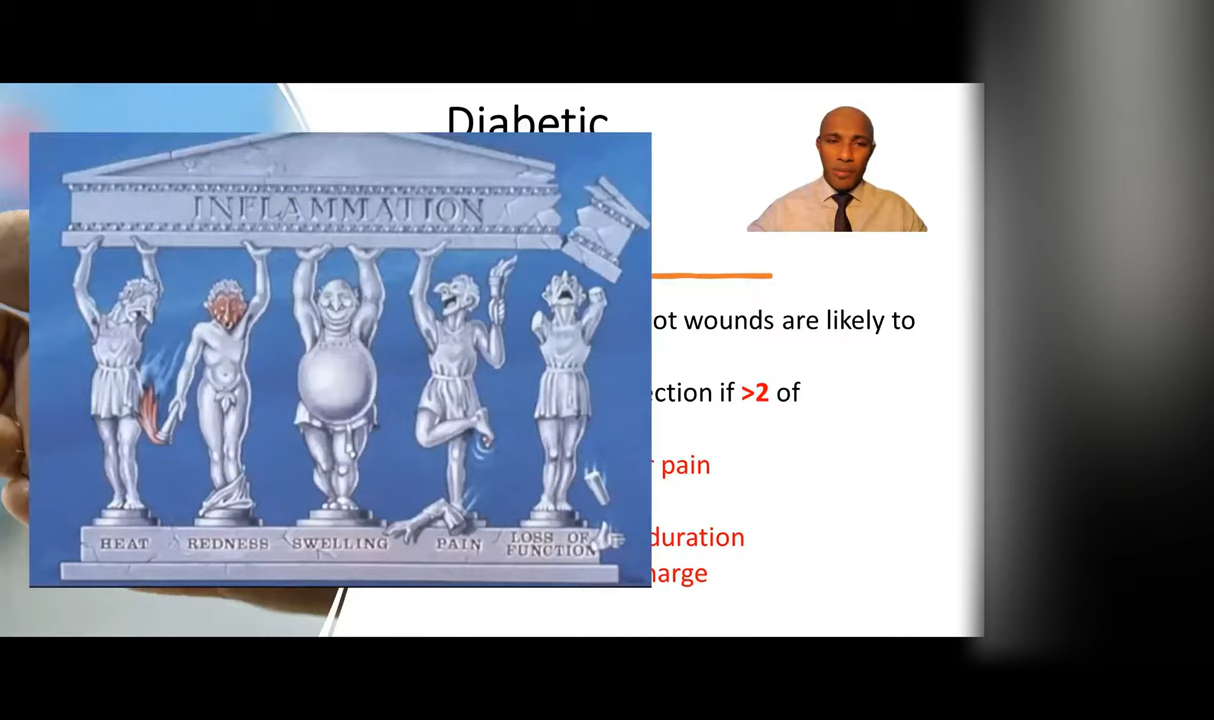 Diabetic
INFLAMMATION
ot wounds are likely to
ection if >2 of
r pain
duration
harge
HEAT REDNESS SWELLING PAIN LOSS OF
FUNCTION